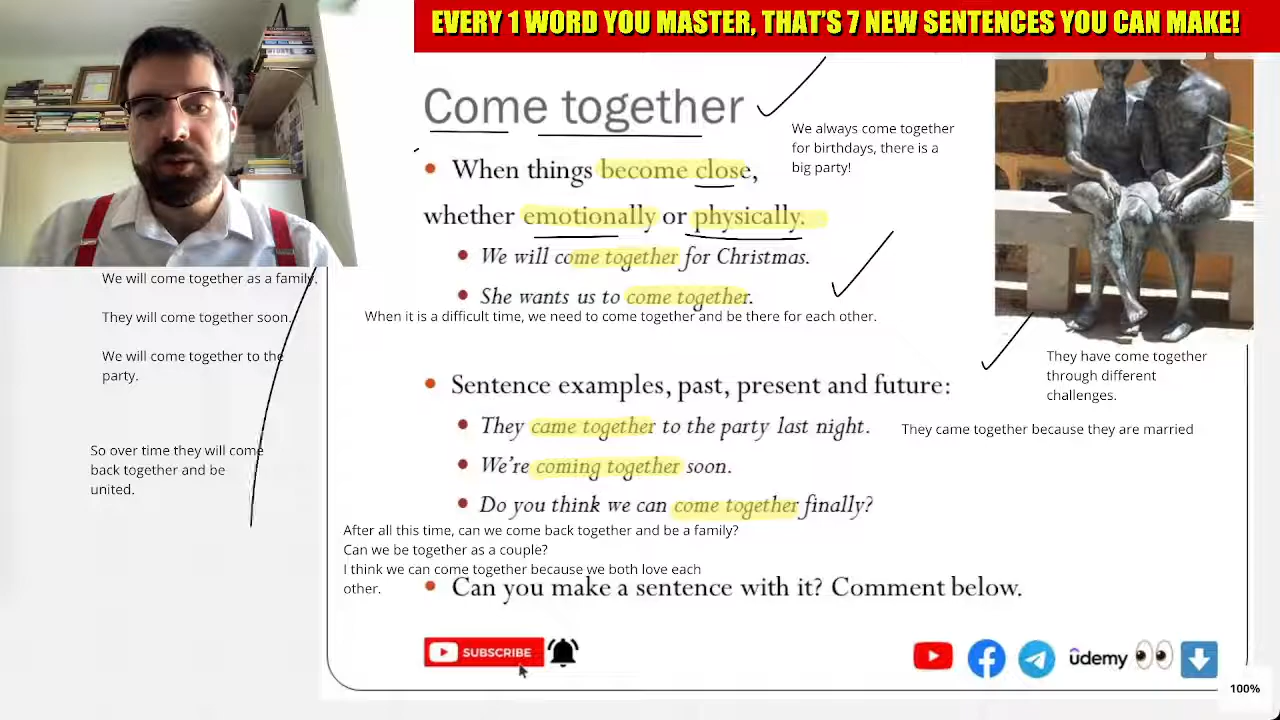 EVERY 1 WORD YOU MASTER, THAT'S 7 NEW SENTENCES YOU CAN MAKE!
Come together
We always come together
for birthdays, there is a
big party!
When things become close,
whether emotionally or physically.
We will come together for Christmas.
She wants us to come together.
When it is a difficult time, we need to come together and be there for each other.
We will come together as a family.
They will come together soon.
We will come together to the
party.
So over time they will come
back together and be
united.
They have come together
through different
challenges.
Sentence examples, past, present and future:
They came together to the party last night.
They came together because they are married
We're coming together soon.
Do you think we can come together finally?
After all this time, can we come back together and be a family?
Can we be together as a couple?
I think we can come together because we both love each
other.
Can you make a sentence with it? Comment below.
SUBSCRIBE
udemy
100%